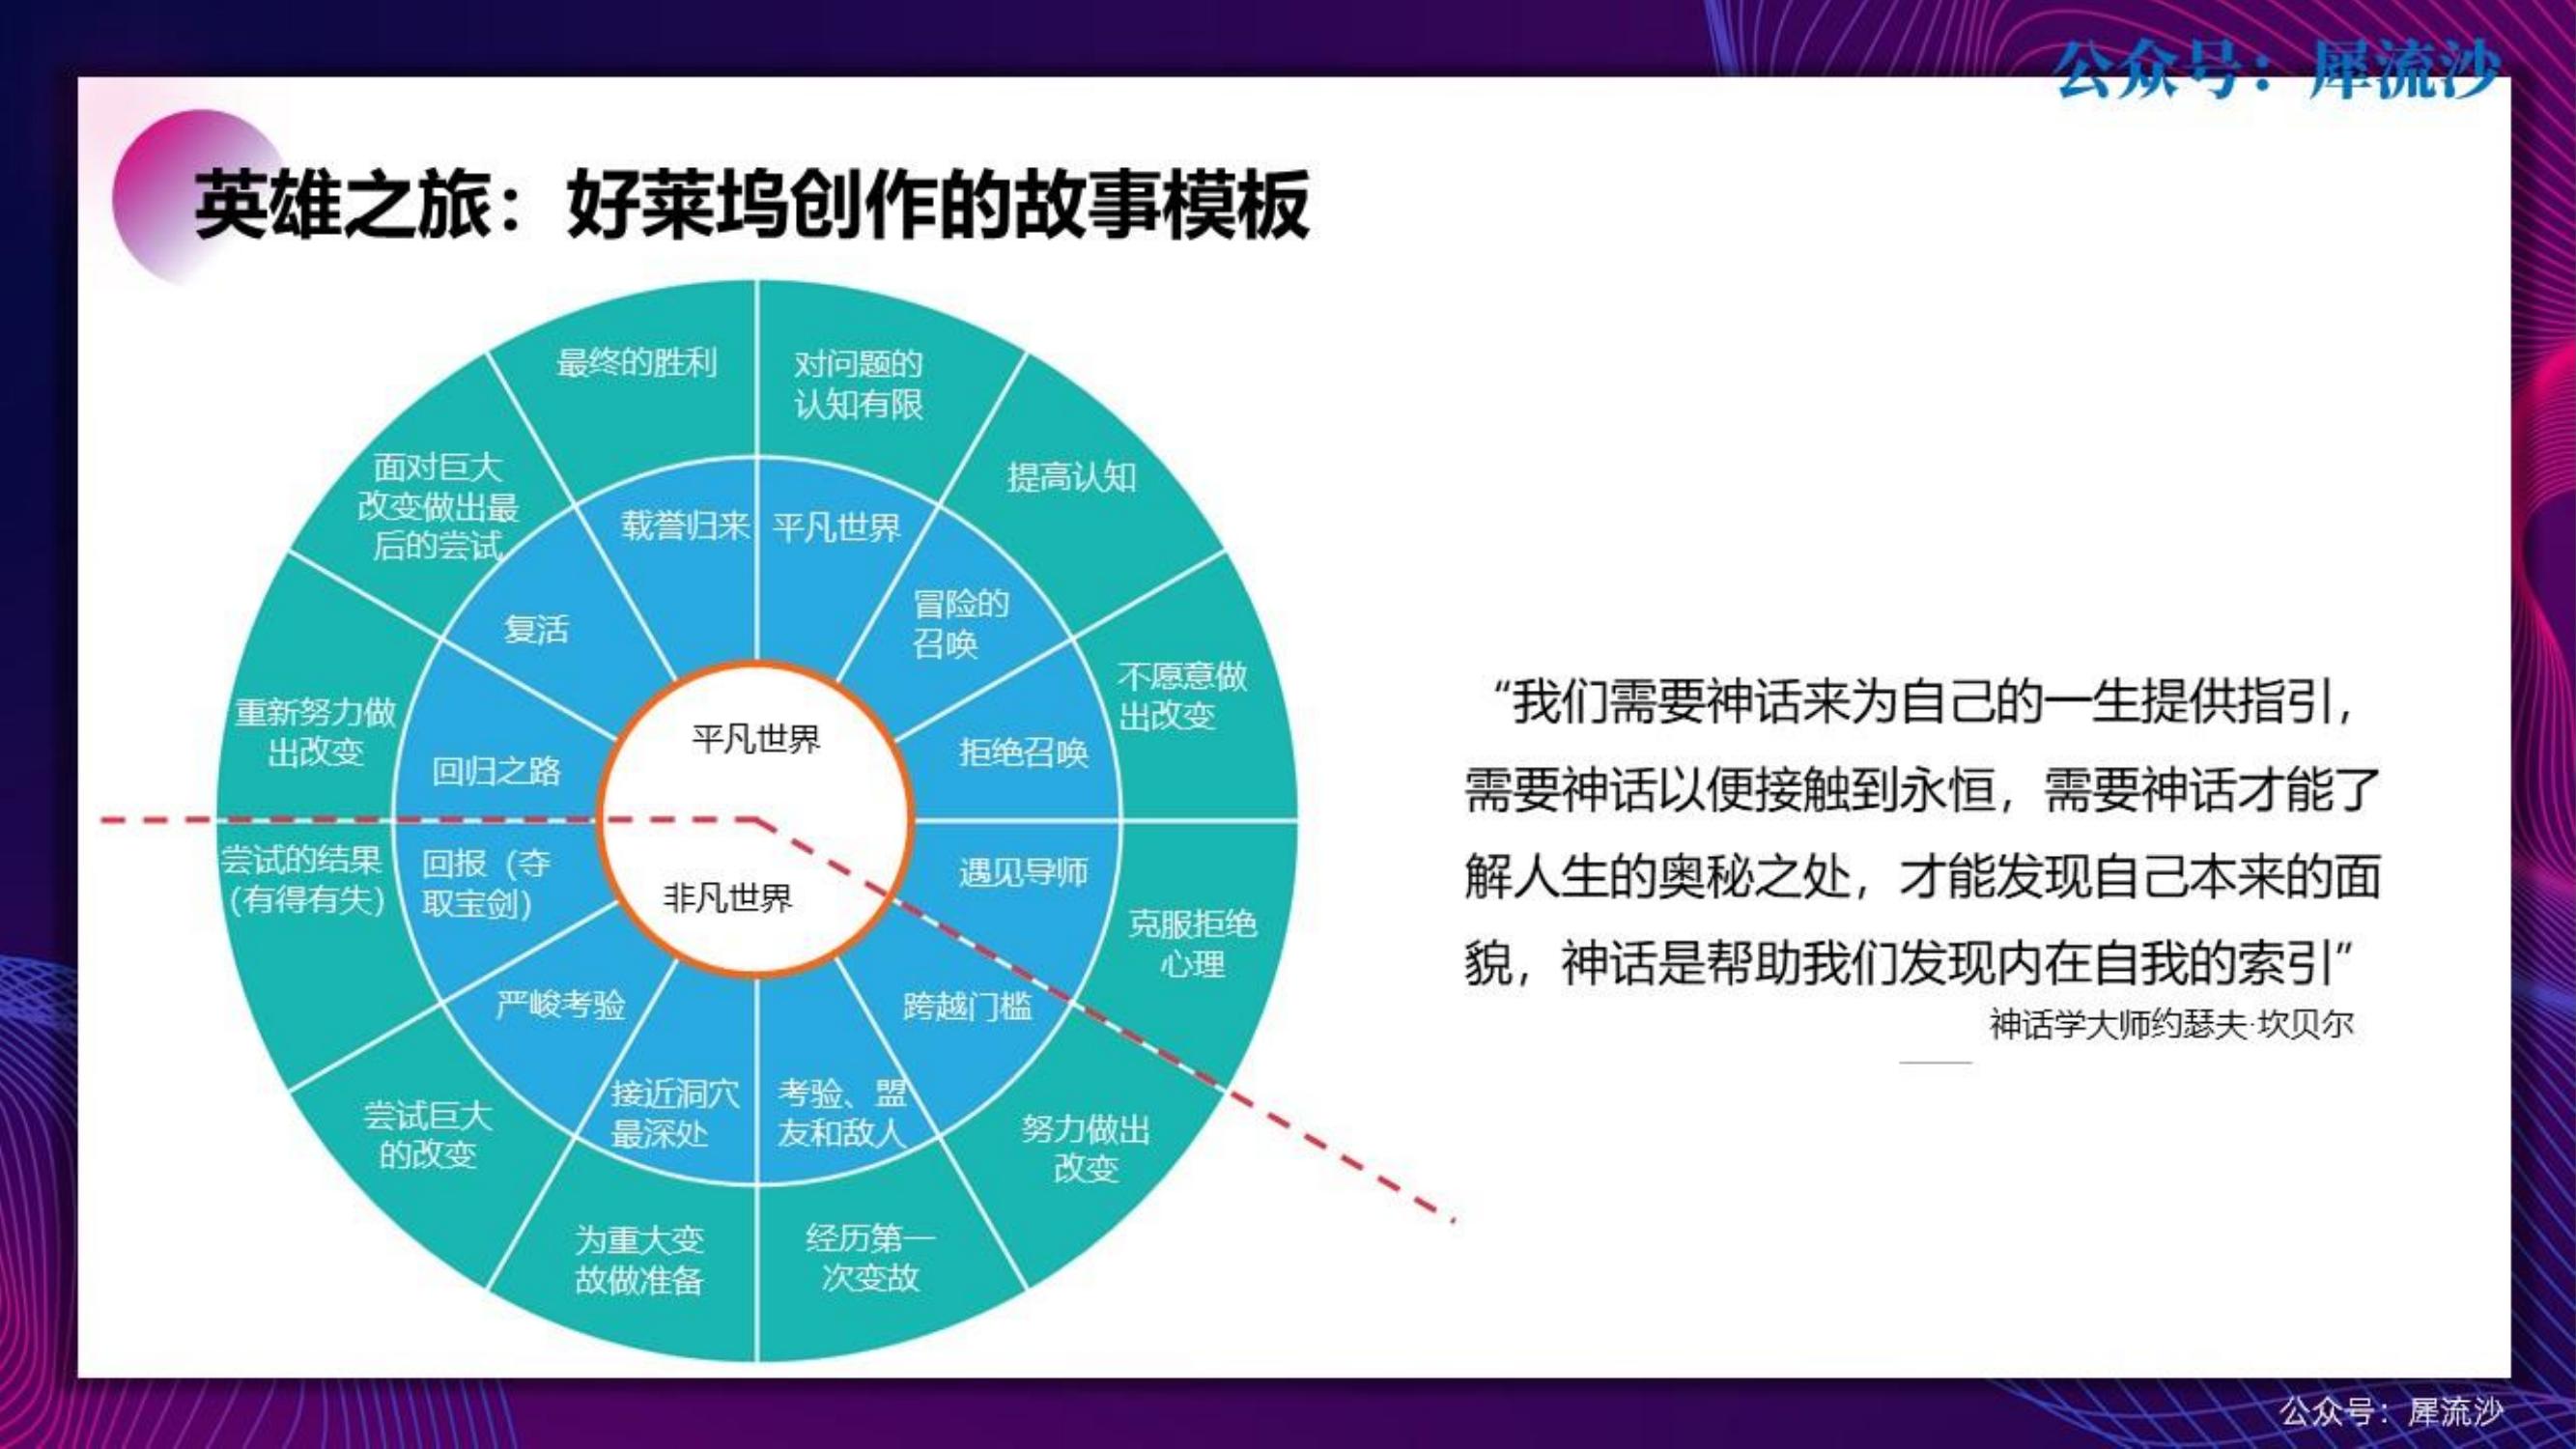 公众号：犀流沙
英雄之旅：好莱坞创作的故事模板
最终的胜利
对问题的
认知有限
提高认知
不愿意做
出改变
克服拒绝
心理
努力做出
改变
经历第一
次变故
为重大变
故做准备
尝试巨大
的改变
尝试的结果
（有得有失）
重新努力做
出改变
面对巨大
改变做出最
后的尝试
载誉归来
平凡世界
冒险的
召唤
拒绝召唤
遇见导师
跨越门槛
考验、盟
友和敌人
接近洞穴
最深处
严峻考验
回报（夺
取宝剑）
回归之路
复活
平凡世界
非凡世界
“我们需要神话来为自己的一生提供指引，
需要神话以便接触到永恒，需要神话才能了
解人生的奥秘之处，才能发现自己本来的面
貌，神话是帮助我们发现内在自我的索引”
神话学大师约瑟夫·坎贝尔
公众号：犀流沙